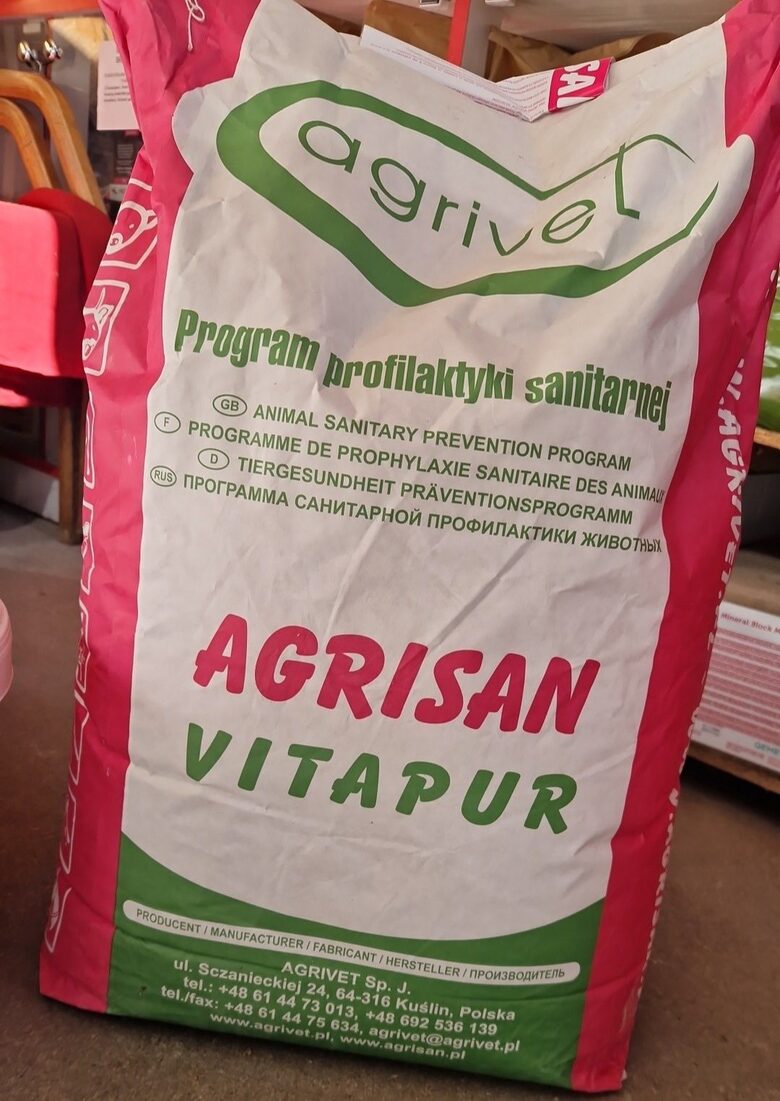 SAN
agrivet
Program profilaktyki sanitarnej
GB ANIMAL SANITARY PREVENTION PROGRAM
F PROGRAMME DE PROPHYLAXIE SANITAIRE DES ANIMAUX
D TIERGESUNDHEIT PRÄVENTIONSPROGRAMM
RUS ПРОГРАММА САНИТАРНОЙ ПРОФИЛАКТИКИ ЖИВОТНЫХ
AGRISAN
VITAPUR
PRODUCENT / MANUFACTURER / FABRICANT / HERSTELLER / ПРОИЗВОДИТЕЛЬ
AGRIVET Sp. J.
ul. Sczanieckiej 24, 64-316 Kuślin, Polska
tel.: +48 61 44 73 013, +48 692 536 139
tel./fax: +48 61 44 75 634, agrivet@agrivet.pl
www.agrivet.pl, www.agrisan.pl
Mineral Block